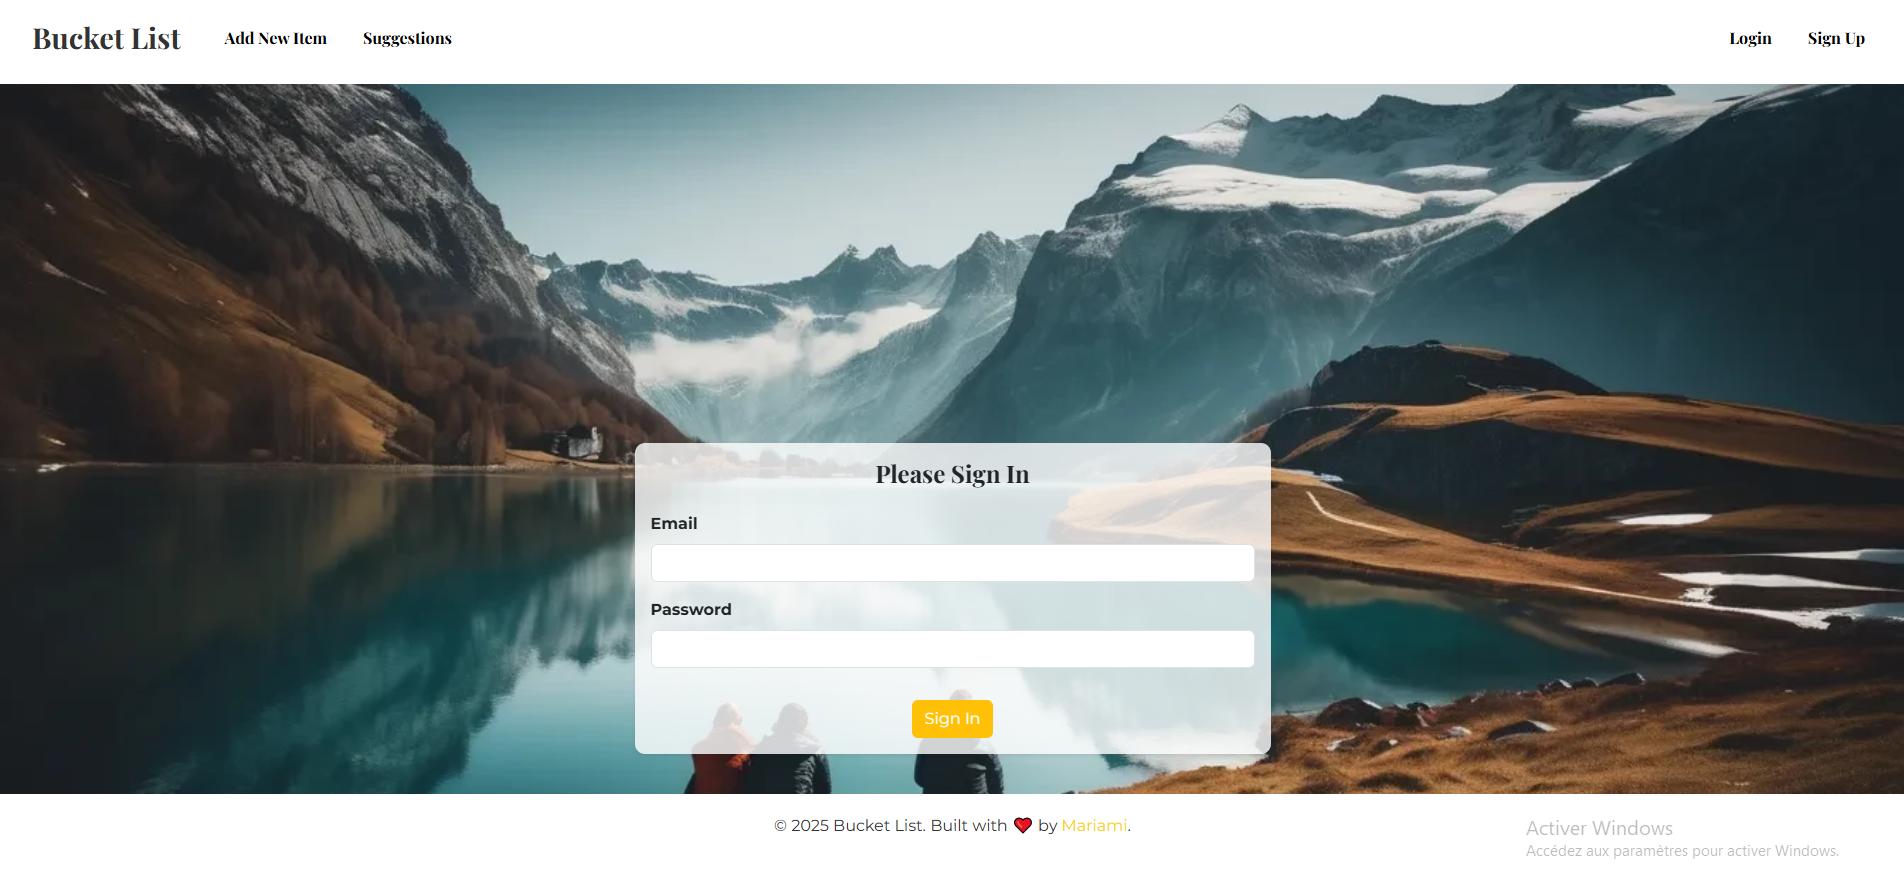 Bucket List Add New Item Suggestions Login Sign Up
Please Sign In
Email
Password
Sign In
© 2025 Bucket List. Built with ❤️ by Mariami.
Activer Windows
Accédez aux paramètres pour activer Windows.